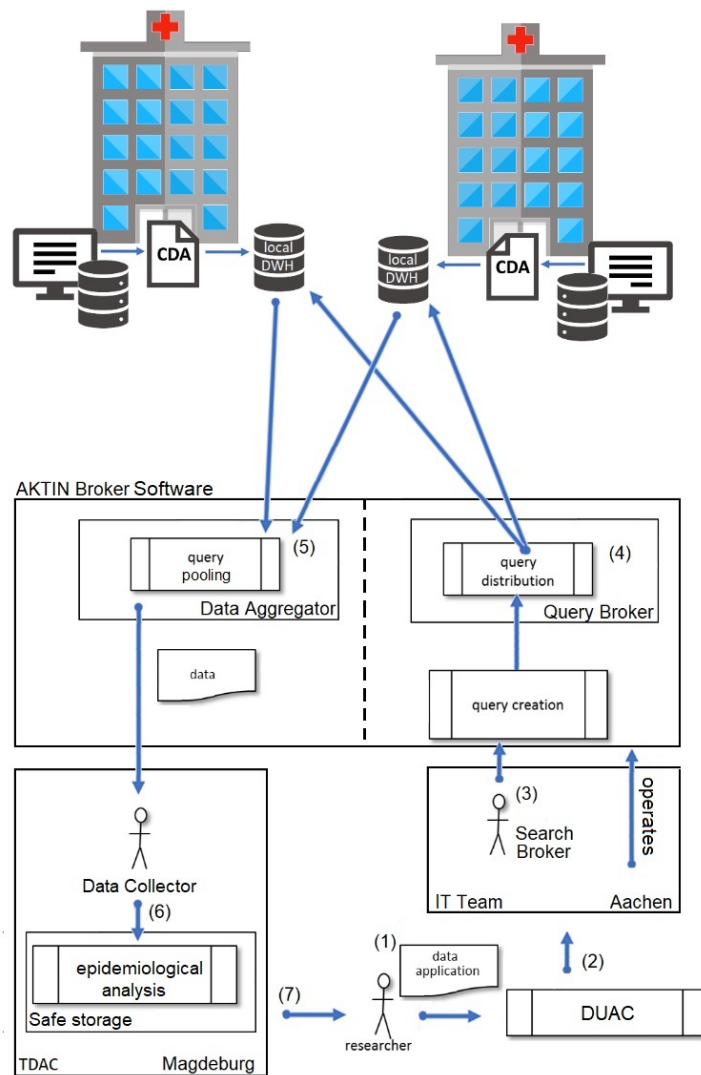 CDA
local
DWH
local
DWH
CDA
AKTIN Broker Software
query
pooling
(5)
Data Aggregator
query
distribution
(4)
Query Broker
data
query creation
(3)
Search
Broker
operates
IT Team
Aachen
Data Collector
(6)
epidemiological
analysis
Safe storage
TDAC
Magdeburg
(7)
(1)
data
application
researcher
(2)
DUAC